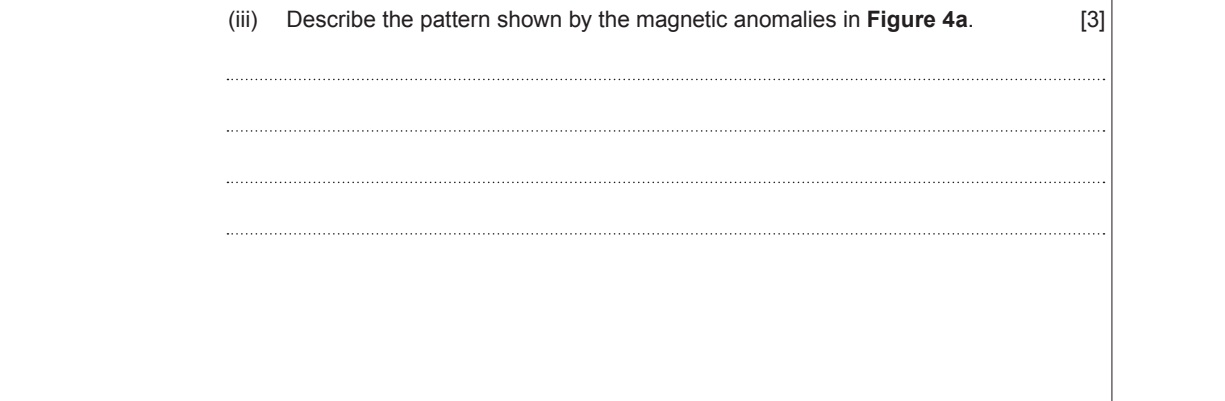 (iii) Describe the pattern shown by the magnetic anomalies in Figure 4a. [3]